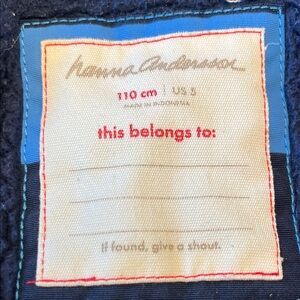 hanna andersson
110 cm | US 5
MADE IN INDONESIA
this belongs to:
If found, give a shout.